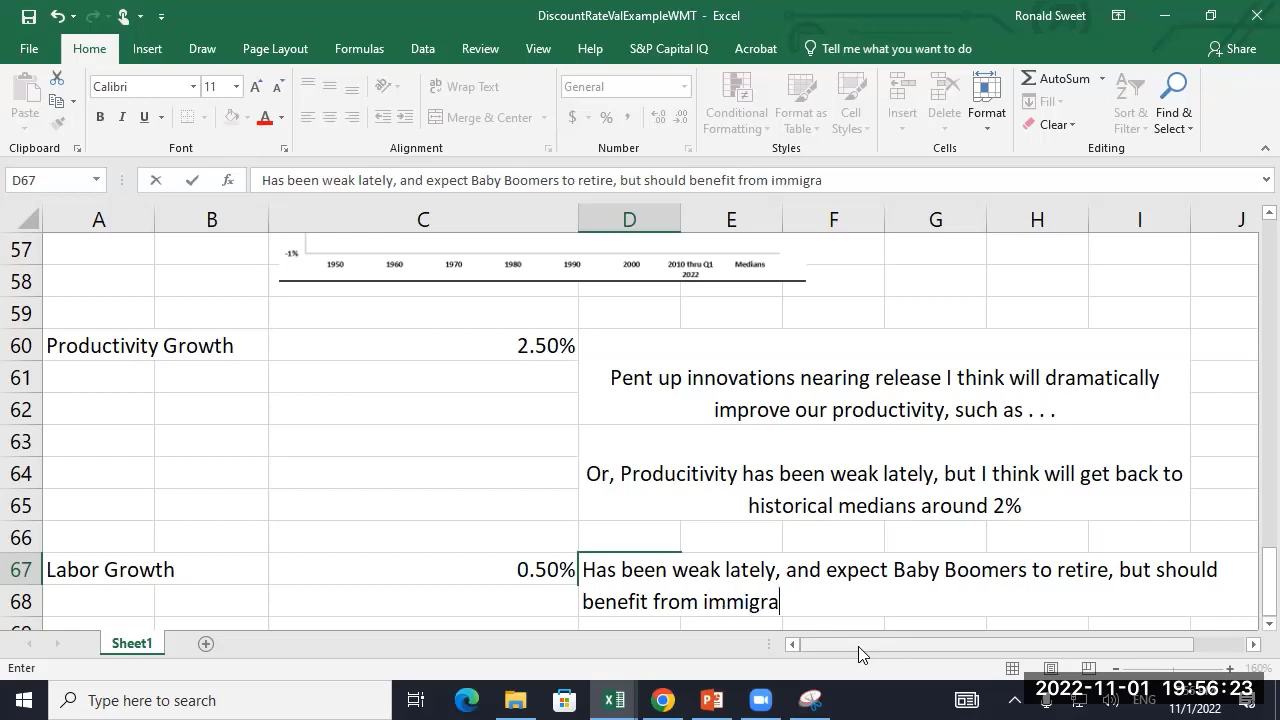 DiscountRateValExampleWMT - Excel
Ronald Sweet
File Home Insert Draw Page Layout Formulas Data Review View Help S&P Capital IQ Acrobat Tell me what you want to do Share
Paste
Calibri 11
Wrap Text
Merge & Center
General
Conditional Formatting
Format as Table
Cell Styles
Insert
Delete
Format
AutoSum
Fill
Clear
Sort & Filter
Find & Select
Clipboard Font Alignment Number Styles Cells Editing
D67 Has been weak lately, and expect Baby Boomers to retire, but should benefit from immigra
A B C D E F G H I J
57 -1%
58 1950 1960 1970 1980 1990 2000 2010 thru Q1 2022 Medians
59
60 Productivity Growth 2.50%
61 Pent up innovations nearing release I think will dramatically
62 improve our productivity, such as . . .
63
64 Or, Producitivity has been weak lately, but I think will get back to
65 historical medians around 2%
66
67 Labor Growth 0.50% Has been weak lately, and expect Baby Boomers to retire, but should
68 benefit from immigra
Sheet1
Enter
160%
Type here to search
2022-11-01 19:56:23
ENG
11/1/2022